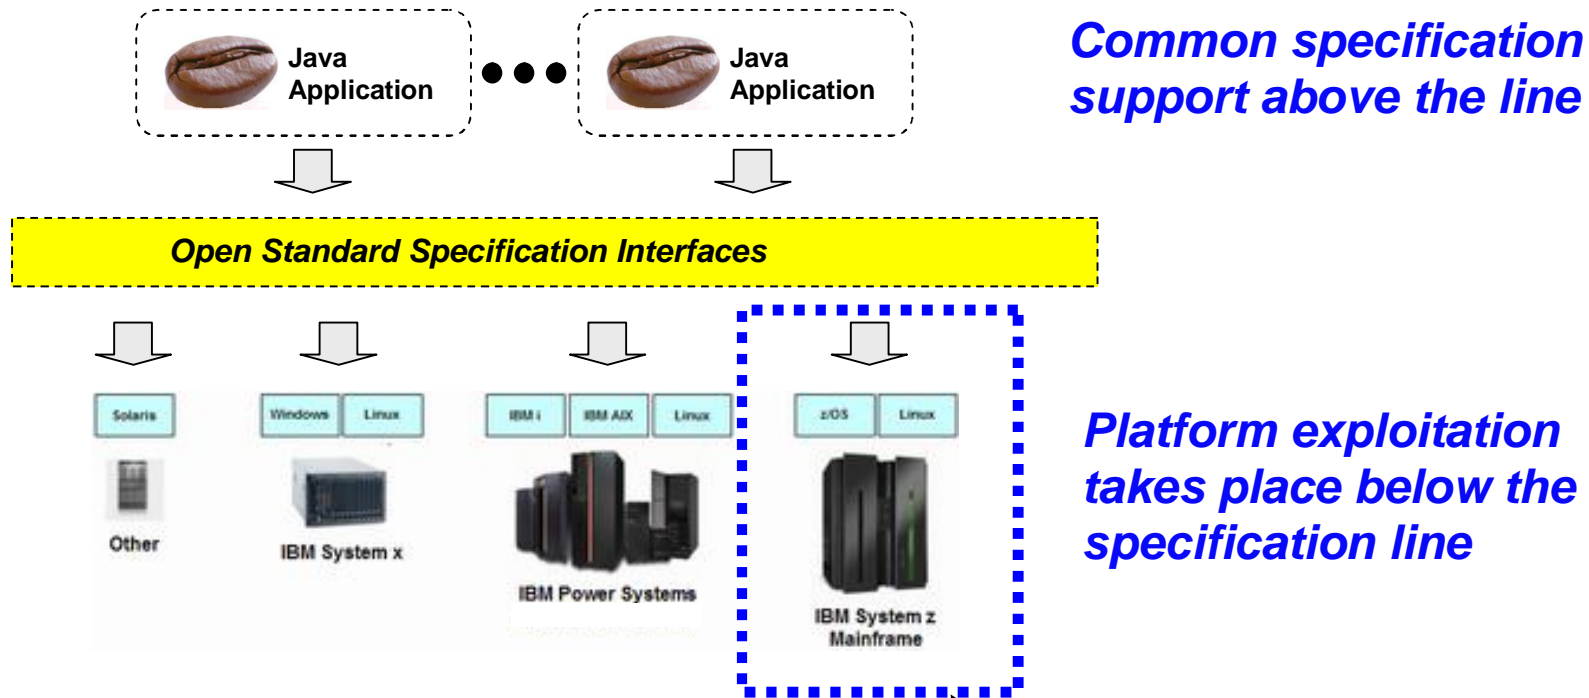 Java
Application
Java
Application
Common specification
support above the line
Open Standard Specification Interfaces
Solaris
Windows
Linux
IBM i
IBM AIX
Linux
z/OS
Linux
Other
IBM System x
IBM Power Systems
IBM System z
Mainframe
Platform exploitation
takes place below the
specification line